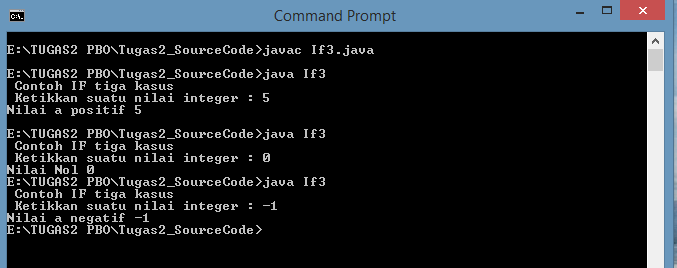 Command Prompt
E:\TUGAS2 PBO\Tugas2_SourceCode>javac If3.java
E:\TUGAS2 PBO\Tugas2_SourceCode>java If3
Contoh IF tiga kasus
Ketikkan suatu nilai integer : 5
Nilai a positif 5
E:\TUGAS2 PBO\Tugas2_SourceCode>java If3
Contoh IF tiga kasus
Ketikkan suatu nilai integer : 0
Nilai Nol 0
E:\TUGAS2 PBO\Tugas2_SourceCode>java If3
Contoh IF tiga kasus
Ketikkan suatu nilai integer : -1
Nilai a negatif -1
E:\TUGAS2 PBO\Tugas2_SourceCode>